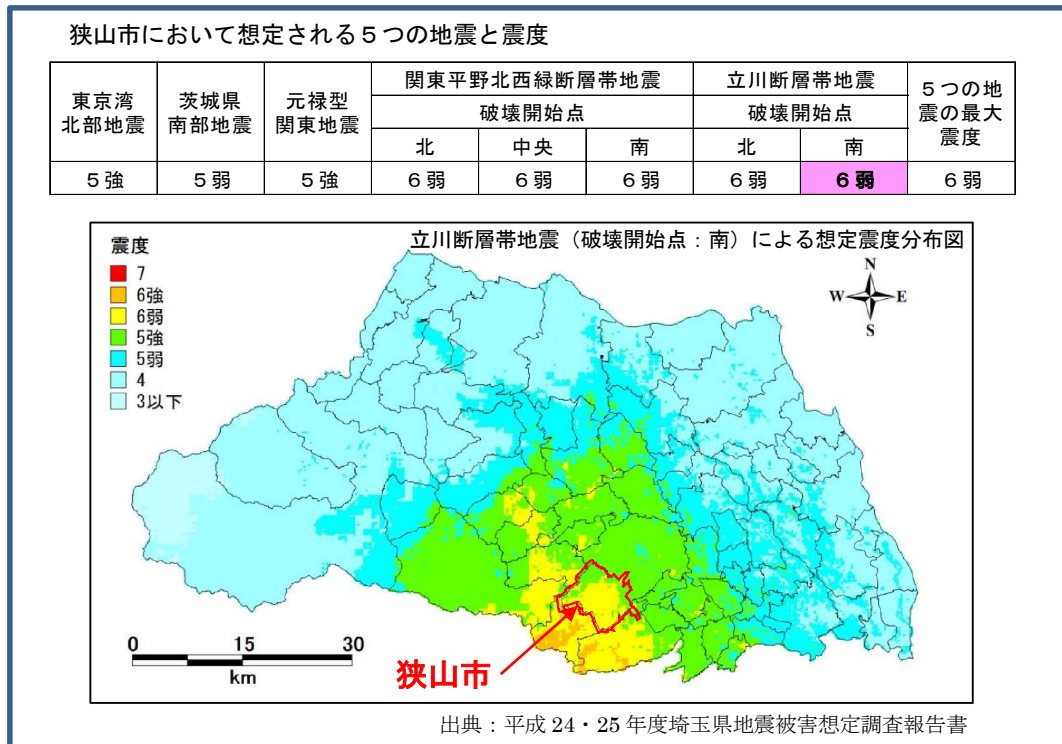 狭山市において想定される５つの地震と震度
東京湾
北部地震
茨城県
南部地震
元禄型
関東地震
関東平野北西緑断層帯地震
破壊開始点
北
中央
南
立川断層帯地震
破壊開始点
北
南
５つの地
震の最大
震度
５強
５弱
５強
６弱
６弱
６弱
６弱
６弱
６弱
立川断層帯地震（破壊開始点：南）による想定震度分布図
震度
7
6強
6弱
5強
5弱
4
3以下
N
W
E
S
0
15
30
km
狭山市
出典：平成 24・25 年度埼玉県地震被害想定調査報告書